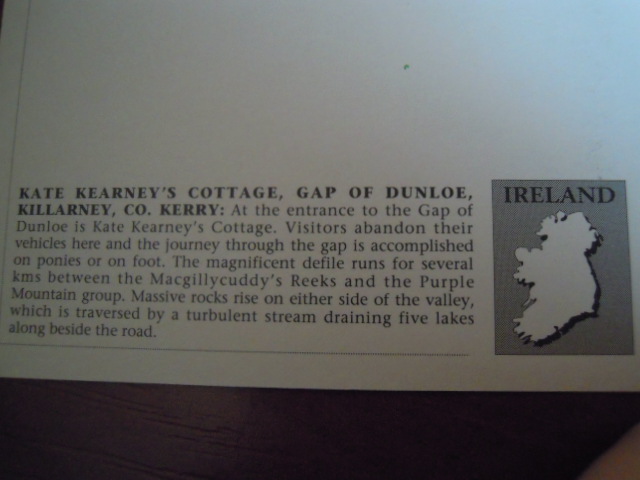 KATE KEARNEY'S COTTAGE, GAP OF DUNLOE,
KILLARNEY, CO. KERRY: At the entrance to the Gap of
Dunloe is Kate Kearney's Cottage. Visitors abandon their
vehicles here and the journey through the gap is accomplished
on ponies or on foot. The magnificent defile runs for several
kms between the Macgillycuddy's Reeks and the Purple
Mountain group. Massive rocks rise on either side of the valley,
which is traversed by a turbulent stream draining five lakes
along beside the road.
IRELAND